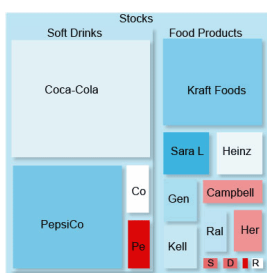 Stocks
Soft Drinks
Food Products
Coca-Cola
Kraft Foods
Sara L
Heinz
PepsiCo
Co
Pe
Gen
Campbell
Kell
Ral
Her
S
D
R